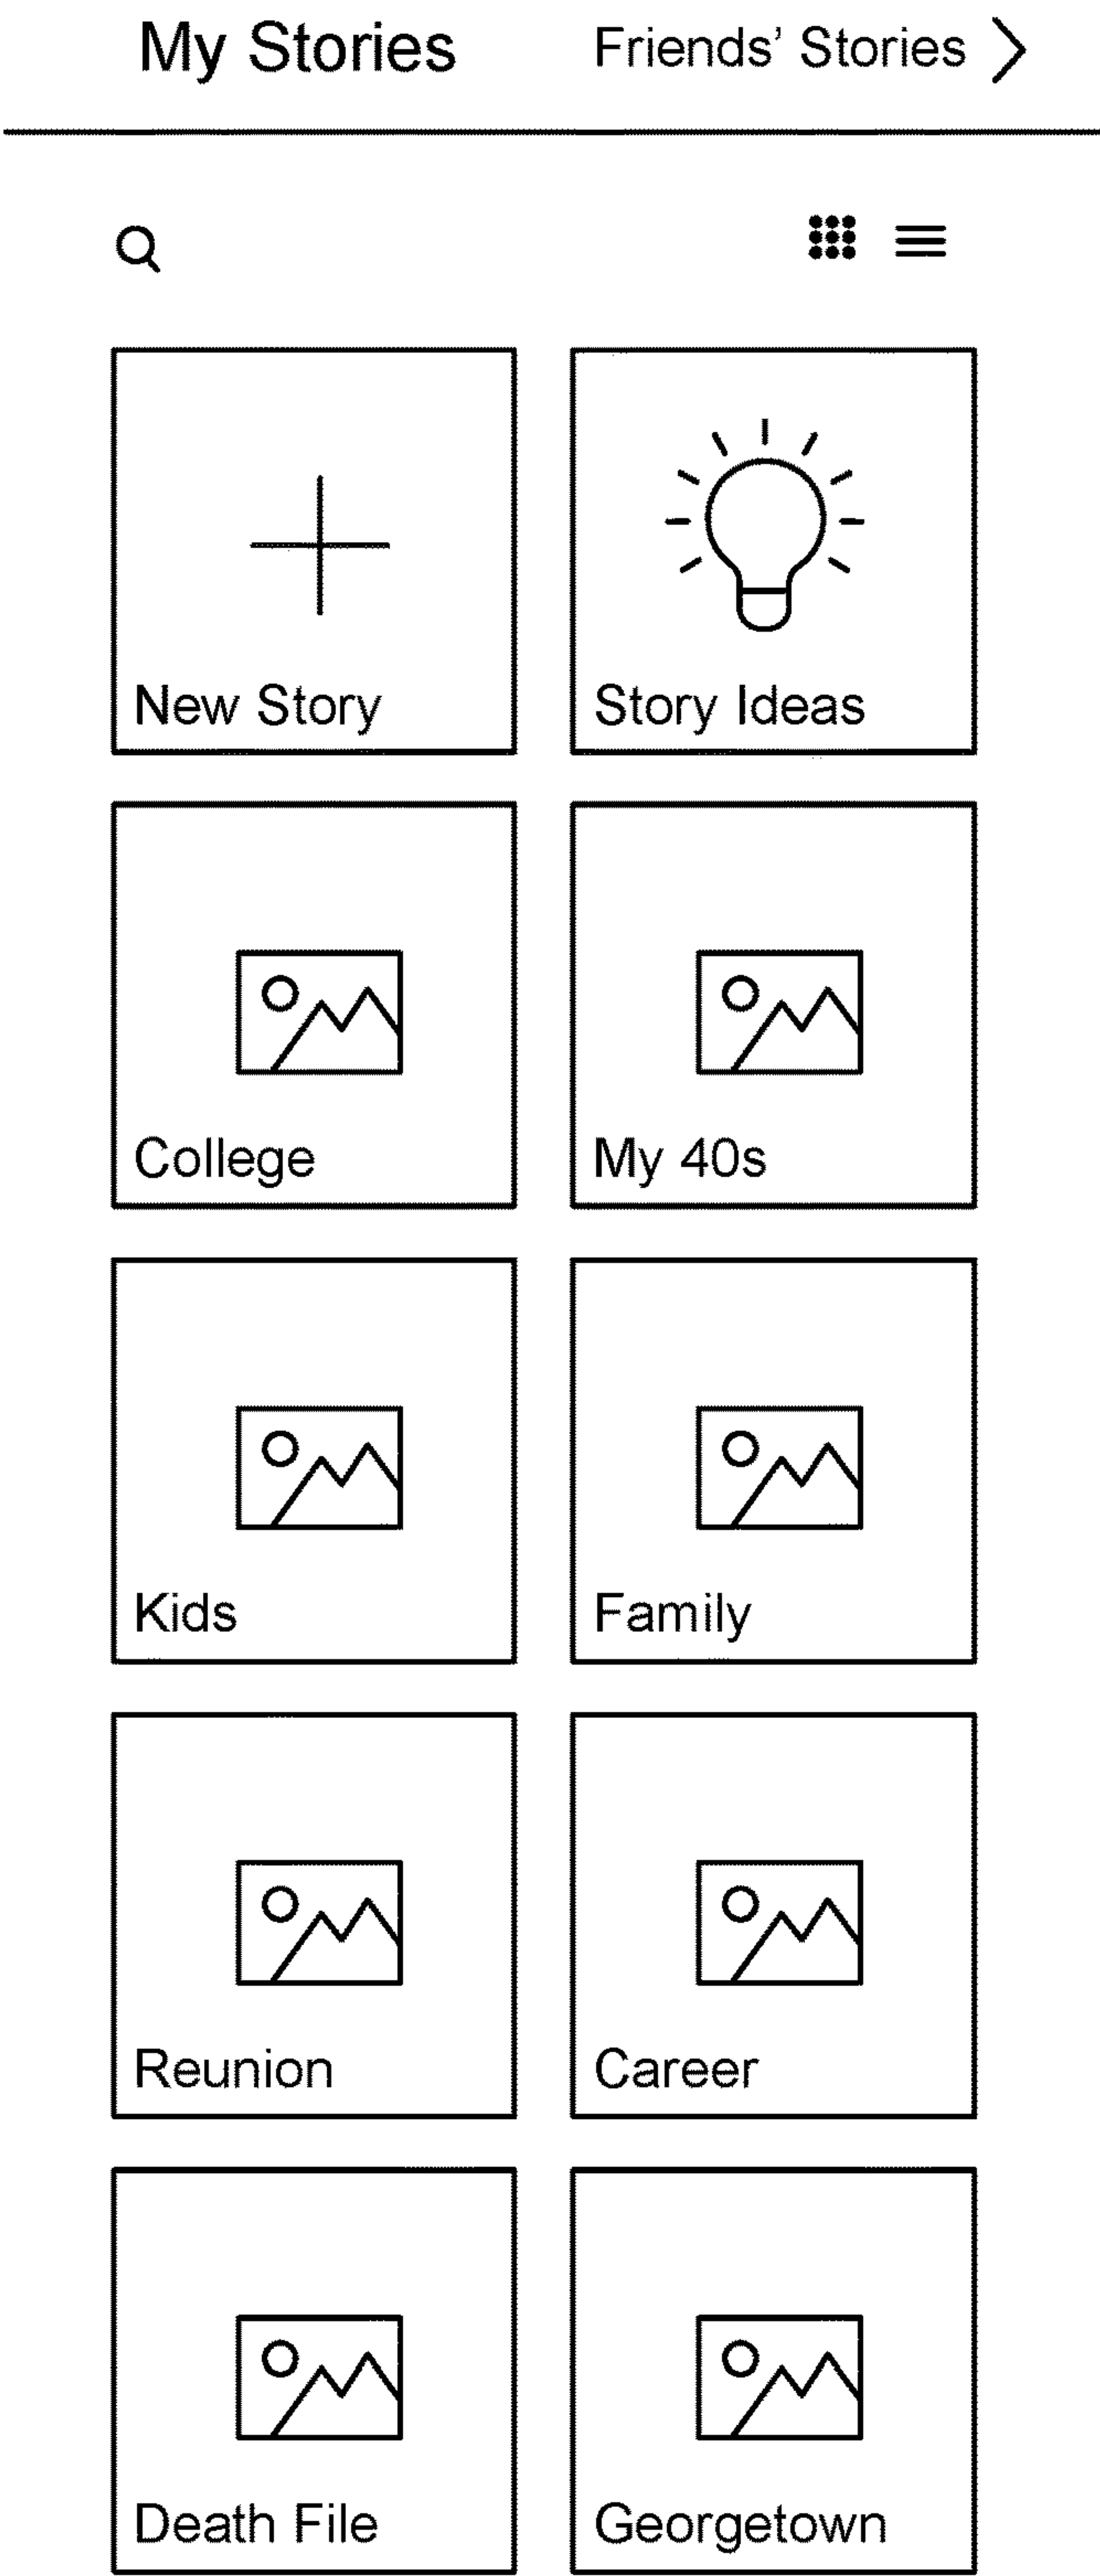 My Stories Friends’ Stories
New Story Story Ideas
College My 40s
Kids Family
Reunion Career
Death File Georgetown